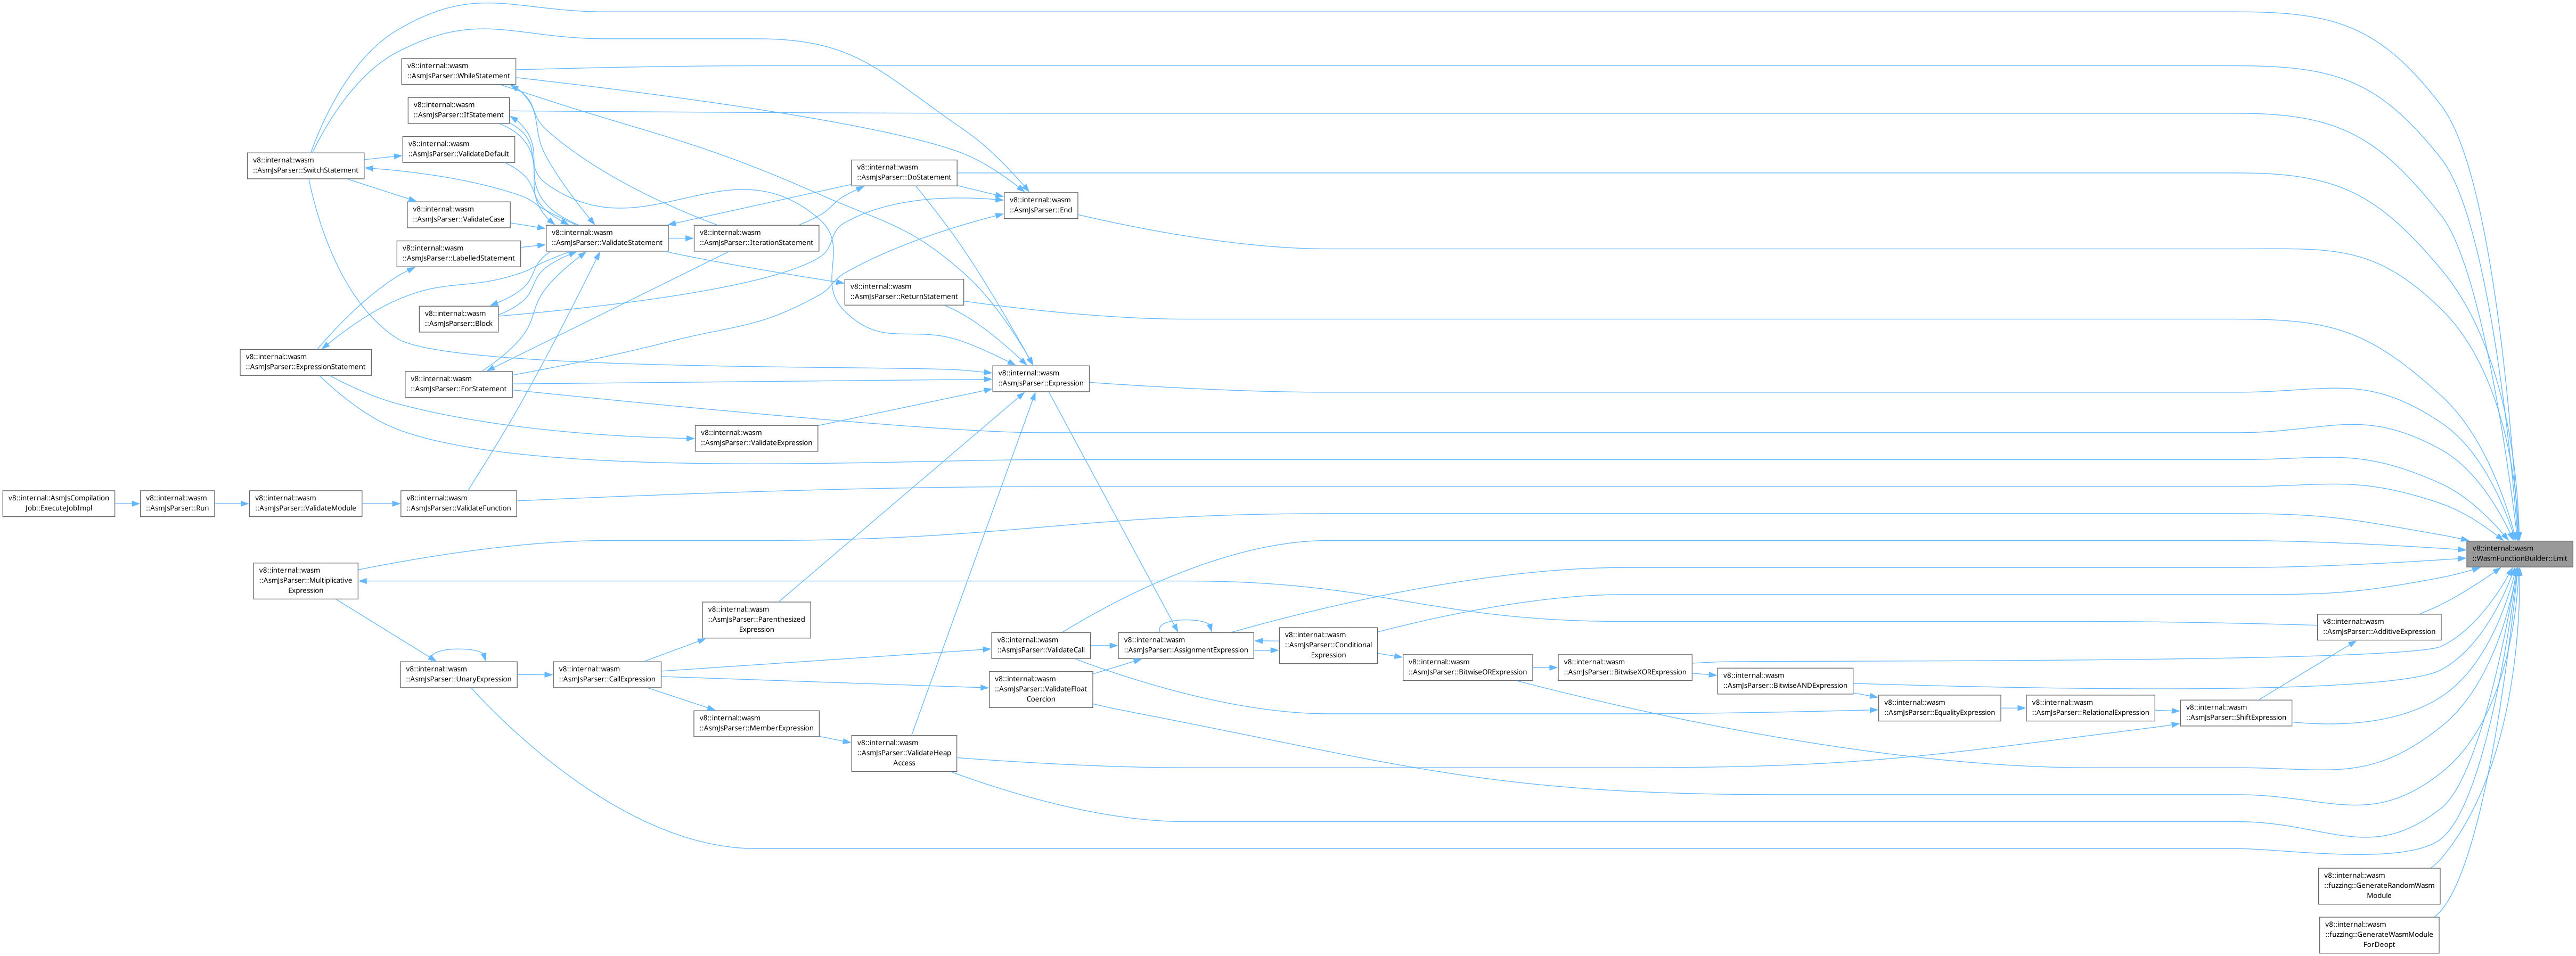 v8::internal::wasm
::AsmJsParser::WhileStatement
v8::internal::wasm
::AsmJsParser::IfStatement
v8::internal::wasm
::AsmJsParser::ValidateDefault
v8::internal::wasm
::AsmJsParser::SwitchStatement
v8::internal::wasm
::AsmJsParser::DoStatement
v8::internal::wasm
::AsmJsParser::End
v8::internal::wasm
::AsmJsParser::ValidateCase
v8::internal::wasm
::AsmJsParser::ValidateStatement
v8::internal::wasm
::AsmJsParser::IterationStatement
v8::internal::wasm
::AsmJsParser::LabelledStatement
v8::internal::wasm
::AsmJsParser::ReturnStatement
v8::internal::wasm
::AsmJsParser::Block
v8::internal::wasm
::AsmJsParser::ExpressionStatement
v8::internal::wasm
::AsmJsParser::ForStatement
v8::internal::wasm
::AsmJsParser::Expression
v8::internal::wasm
::AsmJsParser::ValidateExpression
v8::internal::AsmJsCompilation
Job::ExecuteJobImpl
v8::internal::wasm
::AsmJsParser::Run
v8::internal::wasm
::AsmJsParser::ValidateModule
v8::internal::wasm
::AsmJsParser::ValidateFunction
v8::internal::wasm
::WasmFunctionBuilder::Emit
v8::internal::wasm
::AsmJsParser::Multiplicative
Expression
v8::internal::wasm
::AsmJsParser::Parenthesized
Expression
v8::internal::wasm
::AsmJsParser::AdditiveExpression
v8::internal::wasm
::AsmJsParser::ValidateCall
v8::internal::wasm
::AsmJsParser::AssignmentExpression
v8::internal::wasm
::AsmJsParser::Conditional
Expression
v8::internal::wasm
::AsmJsParser::BitwiseORExpression
v8::internal::wasm
::AsmJsParser::BitwiseXORExpression
v8::internal::wasm
::AsmJsParser::UnaryExpression
v8::internal::wasm
::AsmJsParser::CallExpression
v8::internal::wasm
::AsmJsParser::ValidateFloat
Coercion
v8::internal::wasm
::AsmJsParser::BitwiseANDExpression
v8::internal::wasm
::AsmJsParser::EqualityExpression
v8::internal::wasm
::AsmJsParser::RelationalExpression
v8::internal::wasm
::AsmJsParser::ShiftExpression
v8::internal::wasm
::AsmJsParser::MemberExpression
v8::internal::wasm
::AsmJsParser::ValidateHeap
Access
v8::internal::wasm
::fuzzing::GenerateRandomWasm
Module
v8::internal::wasm
::fuzzing::GenerateWasmModule
ForDeopt